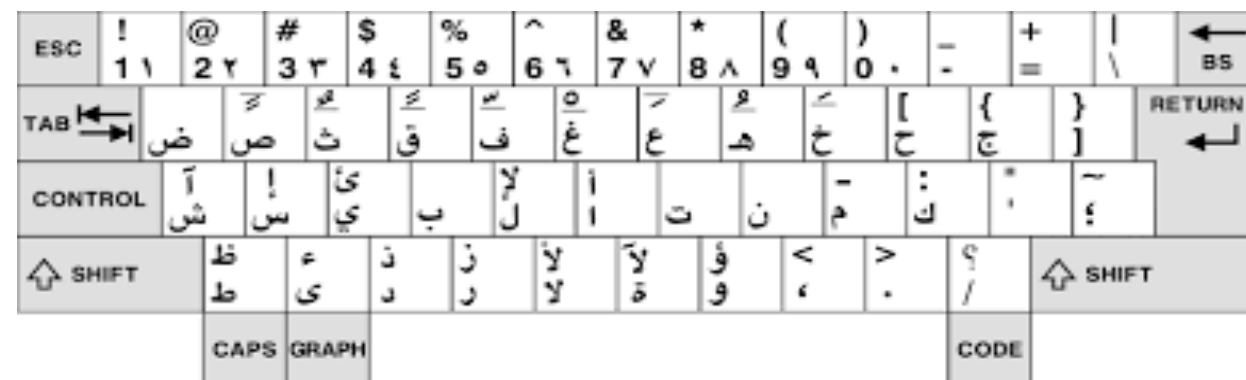 ESC ! 1 ١ @ 2 ٢ # 3 ٣ $ 4 ٤ % 5 ٥ ^ 6 ٦ & 7 ٧ * 8 ٨ ( 9 ٩ ) 0 ٠ _ - + = | \ BS
TAB ض ص ث ق ف غ ع ه خ [ ح { ج } ] RETURN
CONTROL آ ش إ س ئ ي ب لإ ل أ ا ت ن - م : ك " ' ~ ؛
SHIFT ظ ط ء ى ذ د ز ر لأ لا لآ ة ؤ و < ، > . ؟ / SHIFT
CAPS GRAPH CODE